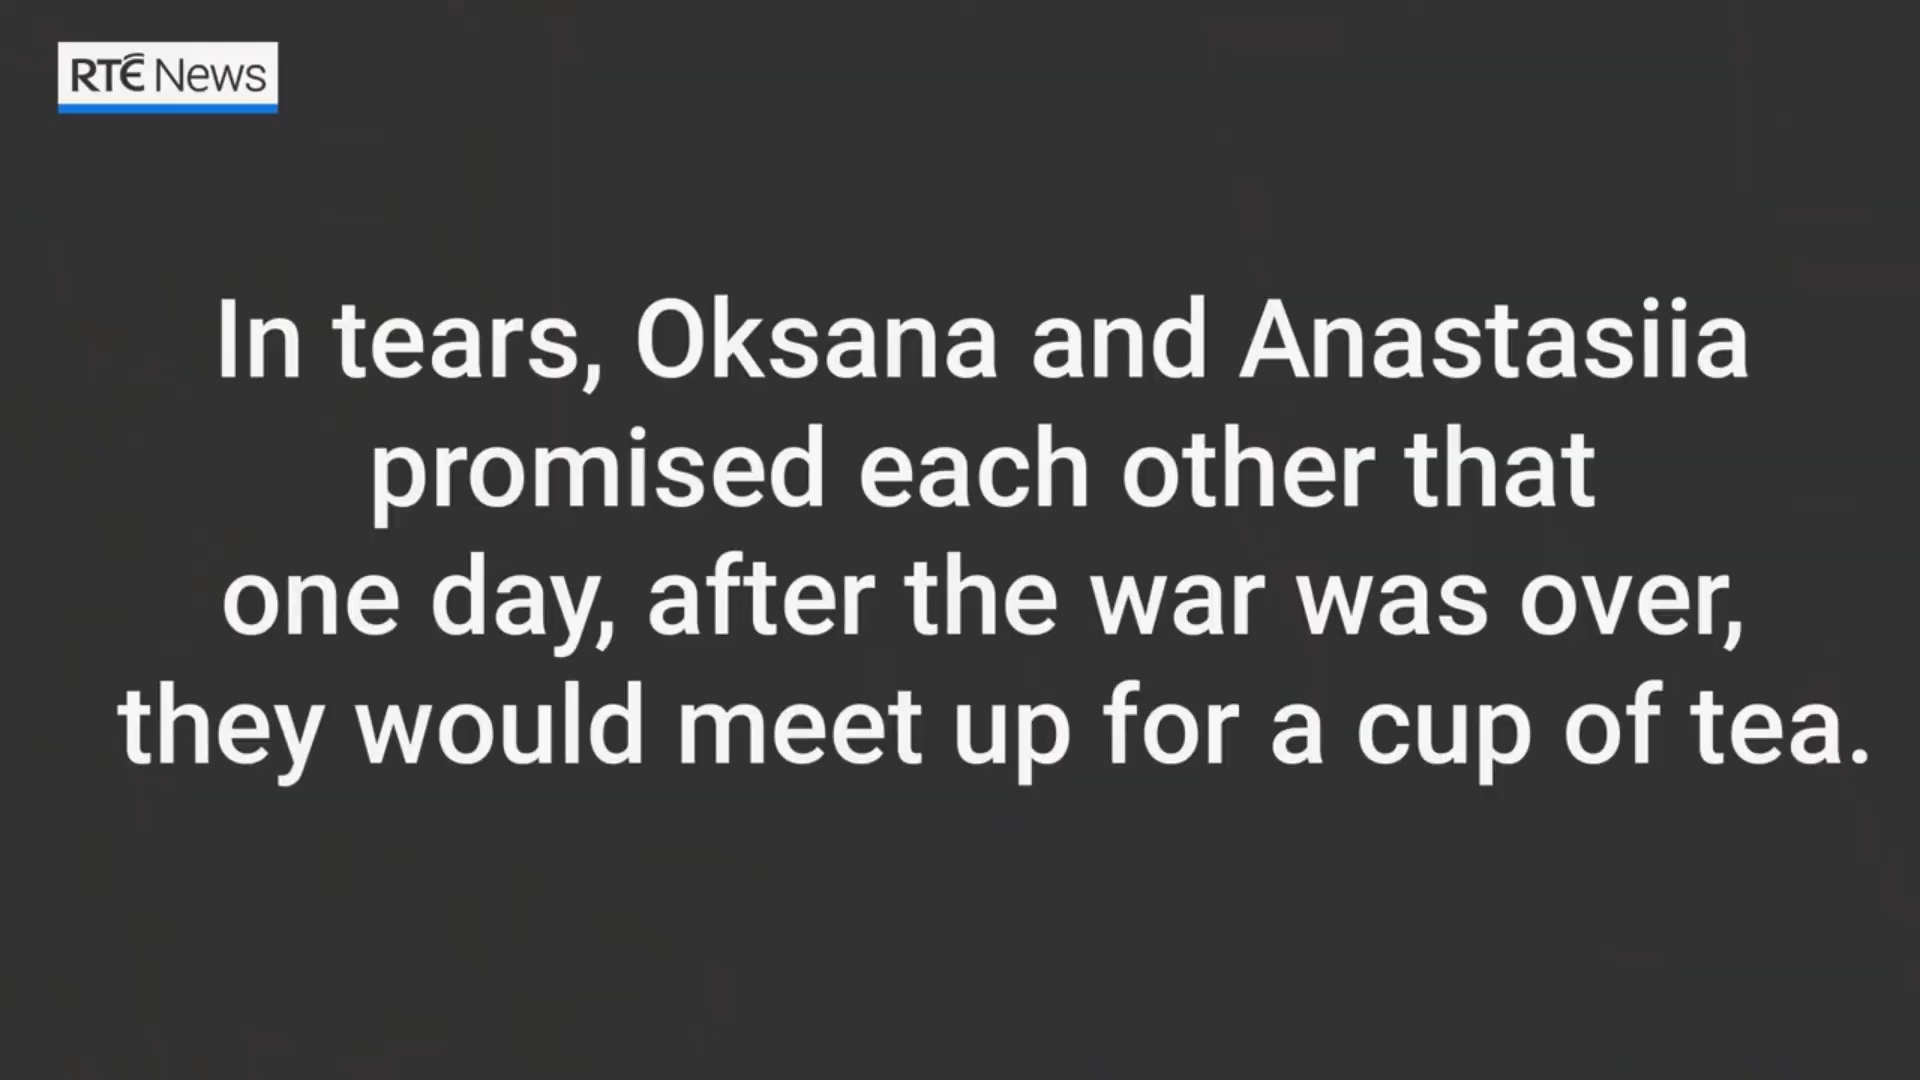 RTÉ News
In tears, Oksana and Anastasiia
promised each other that
one day, after the war was over,
they would meet up for a cup of tea.